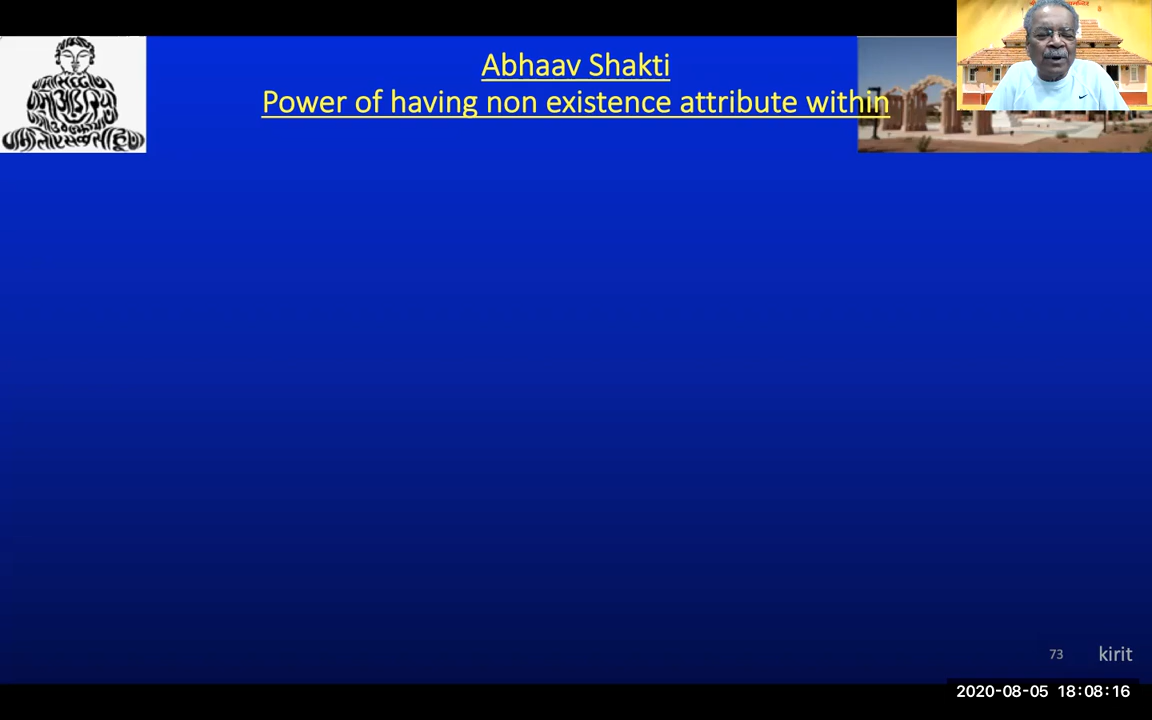 Abhaav Shakti
Power of having non existence attribute within
73
kirit
2020-08-05 18:08:16